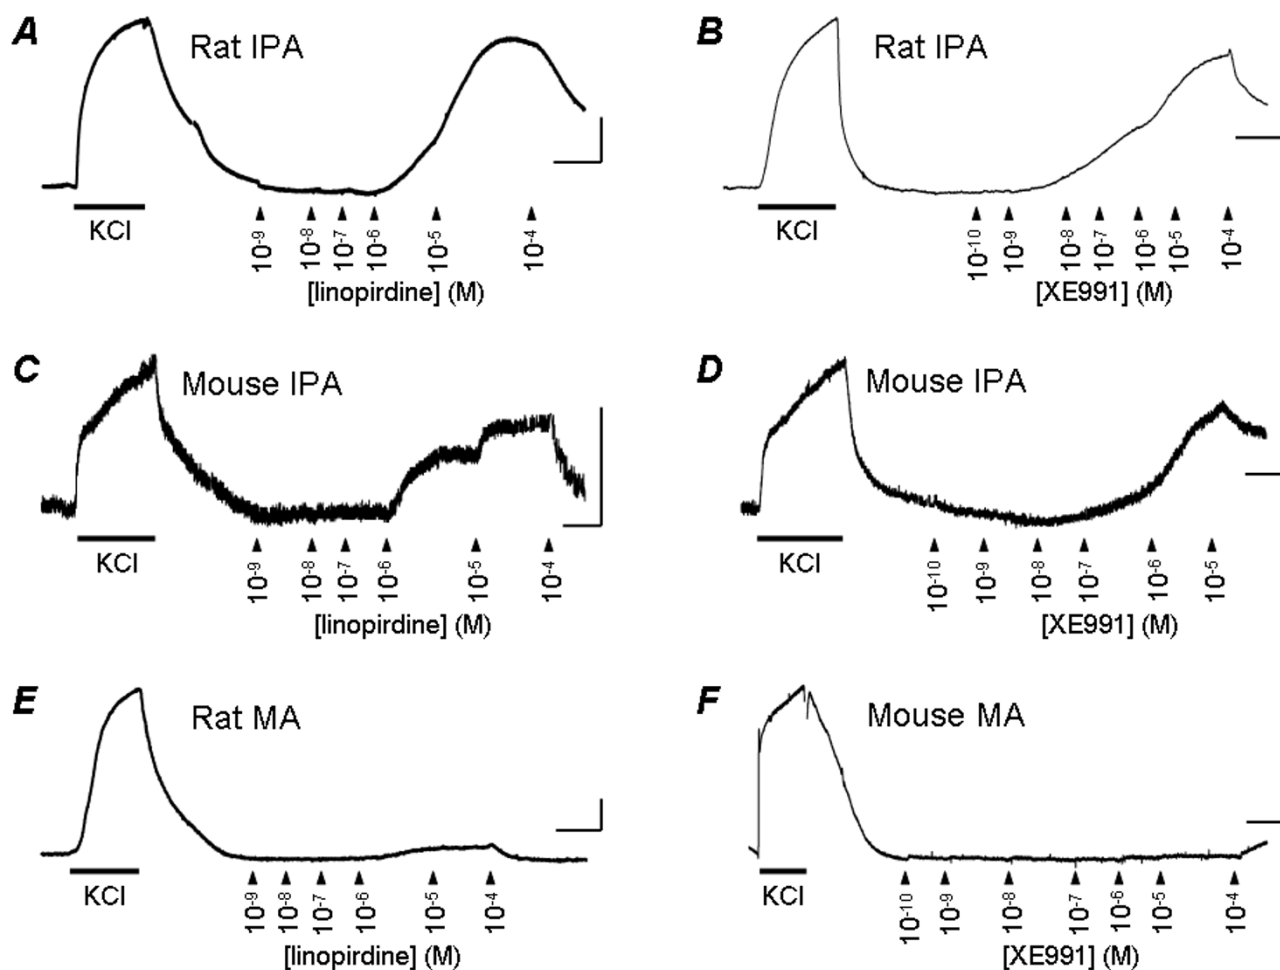 A
Rat IPA
KCl
10⁻⁹ 10⁻⁸ 10⁻⁷ 10⁻⁶ 10⁻⁵ 10⁻⁴
[linopirdine] (M)
B
Rat IPA
KCl
10⁻¹⁰ 10⁻⁹ 10⁻⁸ 10⁻⁷ 10⁻⁶ 10⁻⁵ 10⁻⁴
[XE991] (M)
C
Mouse IPA
KCl
10⁻⁹ 10⁻⁸ 10⁻⁷ 10⁻⁶ 10⁻⁵ 10⁻⁴
[linopirdine] (M)
D
Mouse IPA
KCl
10⁻¹⁰ 10⁻⁹ 10⁻⁸ 10⁻⁷ 10⁻⁶ 10⁻⁵
[XE991] (M)
E
Rat MA
KCl
10⁻⁹ 10⁻⁸ 10⁻⁷ 10⁻⁶ 10⁻⁵ 10⁻⁴
[linopirdine] (M)
F
Mouse MA
KCl
10⁻¹⁰ 10⁻⁹ 10⁻⁸ 10⁻⁷ 10⁻⁶ 10⁻⁵ 10⁻⁴
[XE991] (M)